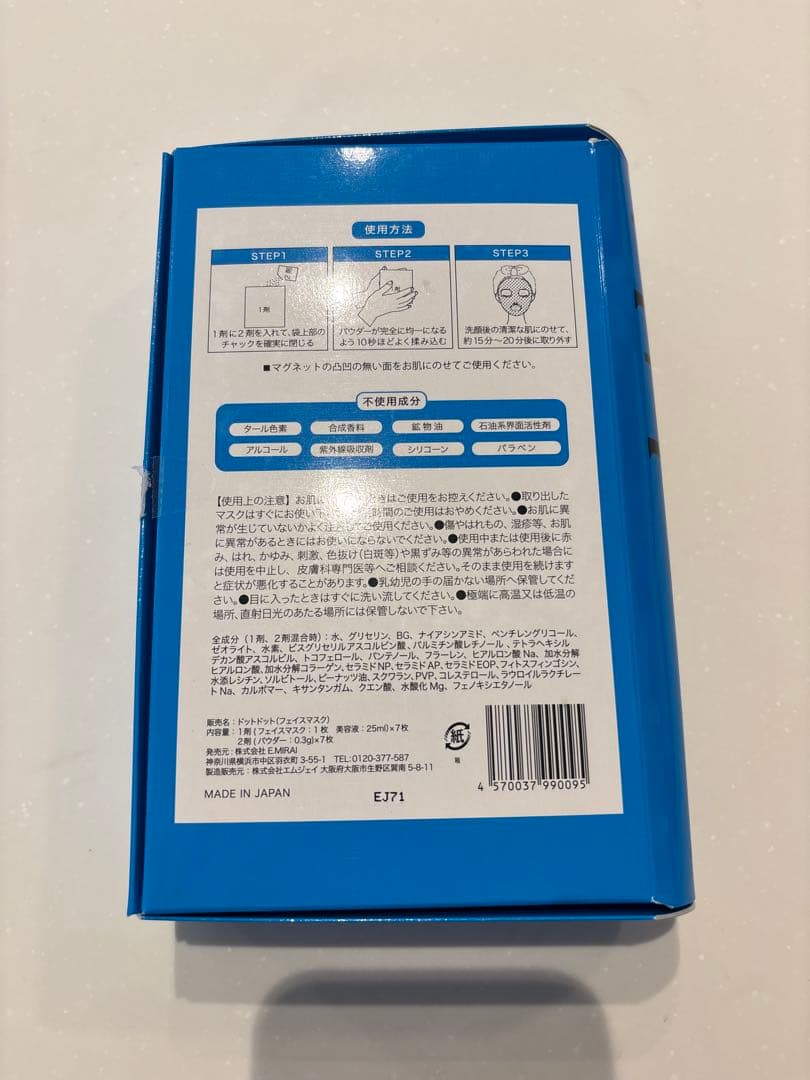 使用方法
STEP1
1剤
1剤に2剤を入れて、袋上部の
チャックを確実に閉じる
STEP2
パウダーが完全に均一になる
よう10秒ほどよく揉み込む
STEP3
洗顔後の清潔な肌にのせて、
約15分〜20分後に取り外す
■マグネットの凸凹の無い面をお肌にのせてご使用ください。
不使用成分
タール色素 合成香料 鉱物油 石油系界面活性剤
アルコール 紫外線吸収剤 シリコーン パラベン
【使用上の注意】お肌に ときはご使用をお控えください。●取り出した
マスクはすぐにお使い 時間のご使用はおやめください。●お肌に異
常が生じていないかよく注意してご使用ください。●傷やはれもの、湿疹等、お肌
に異常があるときにはお使いにならないでください。●使用中または使用後に赤
み、はれ、かゆみ、刺激、色抜け(白斑等)や黒ずみ等の異常があらわれた場合に
は使用を中止し、皮膚科専門医等へご相談ください。そのまま使用を続けます
と症状が悪化することがあります。●乳幼児の手の届かない場所へ保管してくだ
さい。●目に入ったときはすぐに洗い流してください。●極端に高温又は低温の
場所、直射日光のあたる場所には保管しないで下さい。
全成分(1剤、2剤混合時):水、グリセリン、BG、ナイアシンアミド、ペンチレングリコール、
ゼオライト、水素、ビスグリセリルアスコルビン酸、パルミチン酸レチノール、テトラヘキシル
デカン酸アスコルビル、トコフェロール、パンテノール、フラーレン、ヒアルロン酸Na、加水分解
ヒアルロン酸、加水分解コラーゲン、セラミドNP、セラミドAP、セラミドEOP、フィトスフィンゴシン、
水添レシチン、ソルビトール、ピーナッツ油、スクワラン、PVP、コレステロール、ラウロイルラクチレー
トNa、カルボマー、キサンタンガム、クエン酸、水酸化Mg、フェノキシエタノール
販売名:ドットドット(フェイスマスク)
内容量:1剤(フェイスマスク:1枚 美容液:25ml)×7枚
2剤(パウダー:0.3g)×7枚
発売元:株式会社 E.MIRAI
神奈川県横浜市中区羽衣町 3-55-1 TEL:0120-377-587
製造販売元:株式会社エムジェイ 大阪府大阪市生野区巽南 5-8-11
MADE IN JAPAN
EJ71
紙
箱
4 570037 990095